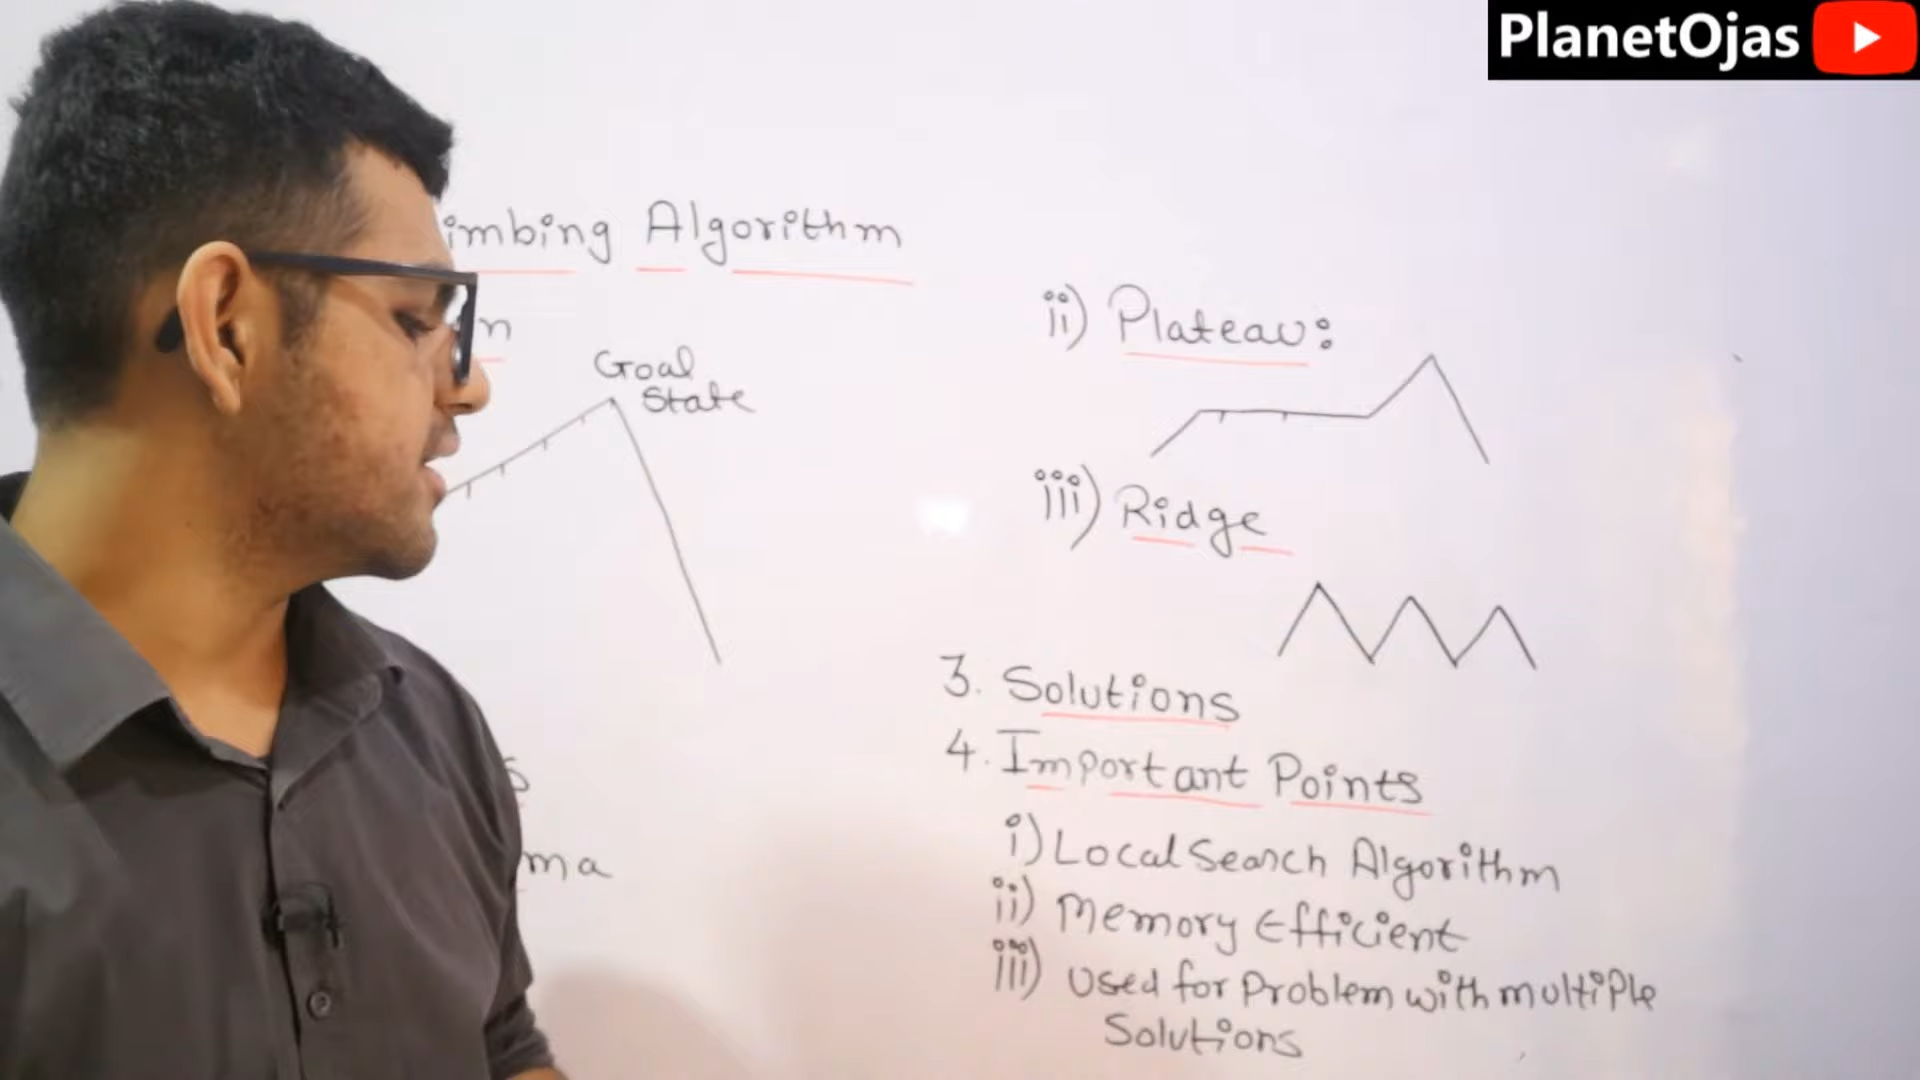 PlanetOjas
imbing Algorithm
n
Goal
State
ma
ii) Plateau:
iii) Ridge
3. Solutions
4. Important Points
i) Local Search Algorithm
ii) Memory Efficient
iii) Used for Problem with multiple
Solutions